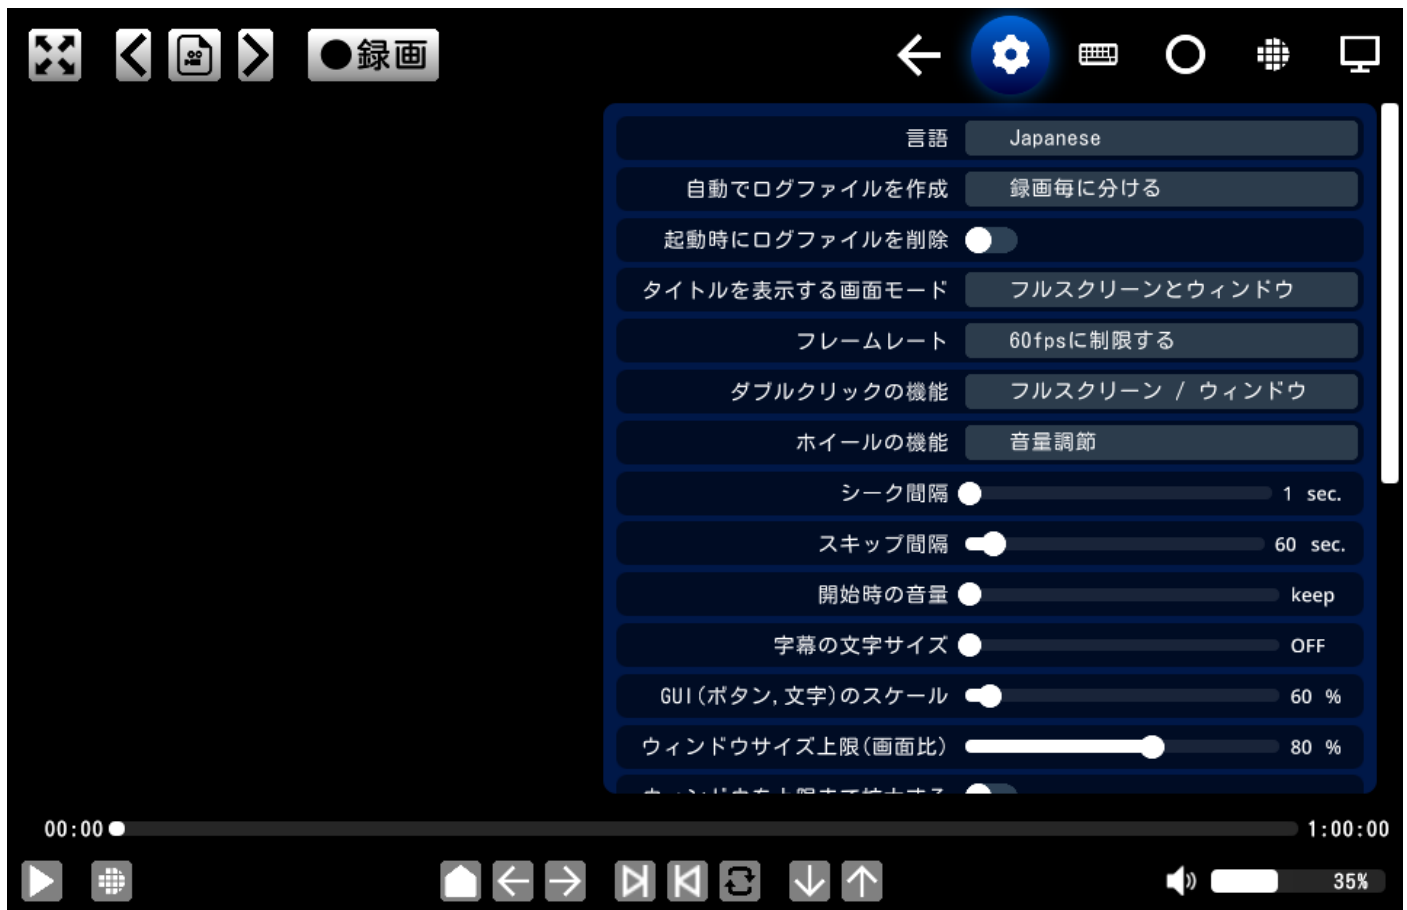 ●録画
言語 Japanese
自動でログファイルを作成 録画毎に分ける
起動時にログファイルを削除
タイトルを表示する画面モード フルスクリーンとウィンドウ
フレームレート 60fpsに制限する
ダブルクリックの機能 フルスクリーン / ウィンドウ
ホイールの機能 音量調節
シーク間隔 1 sec.
スキップ間隔 60 sec.
開始時の音量 keep
字幕の文字サイズ OFF
GUI(ボタン,文字)のスケール 60 %
ウィンドウサイズ上限(画面比) 80 %
00:00 1:00:00
35%